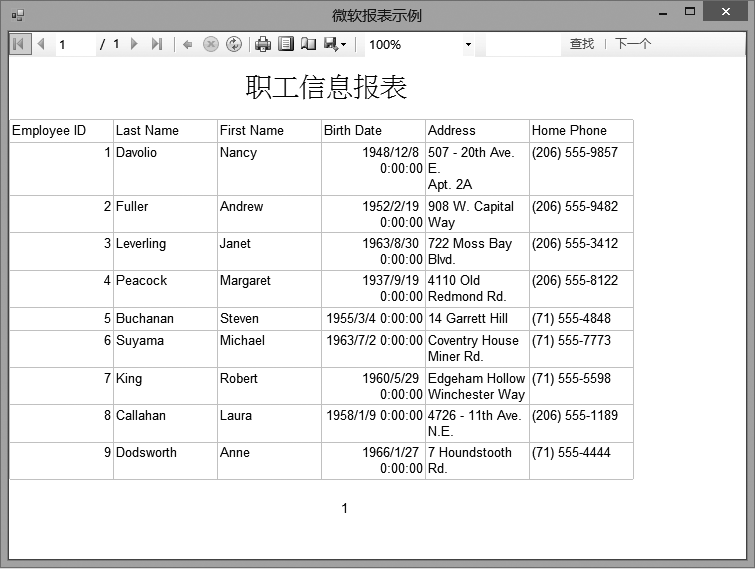 微软报表示例
1 / 1 100% 查找 | 下一个
职工信息报表
Employee ID Last Name First Name Birth Date Address Home Phone
1 Davolio Nancy 1948/12/8 507 - 20th Ave. (206) 555-9857
0:00:00 E.
Apt. 2A
2 Fuller Andrew 1952/2/19 908 W. Capital (206) 555-9482
0:00:00 Way
3 Leverling Janet 1963/8/30 722 Moss Bay (206) 555-3412
0:00:00 Blvd.
4 Peacock Margaret 1937/9/19 4110 Old (206) 555-8122
0:00:00 Redmond Rd.
5 Buchanan Steven 1955/3/4 0:00:00 14 Garrett Hill (71) 555-4848
6 Suyama Michael 1963/7/2 0:00:00 Coventry House (71) 555-7773
Miner Rd.
7 King Robert 1960/5/29 Edgeham Hollow (71) 555-5598
0:00:00 Winchester Way
8 Callahan Laura 1958/1/9 0:00:00 4726 - 11th Ave. (206) 555-1189
N.E.
9 Dodsworth Anne 1966/1/27 7 Houndstooth (71) 555-4444
0:00:00 Rd.
1